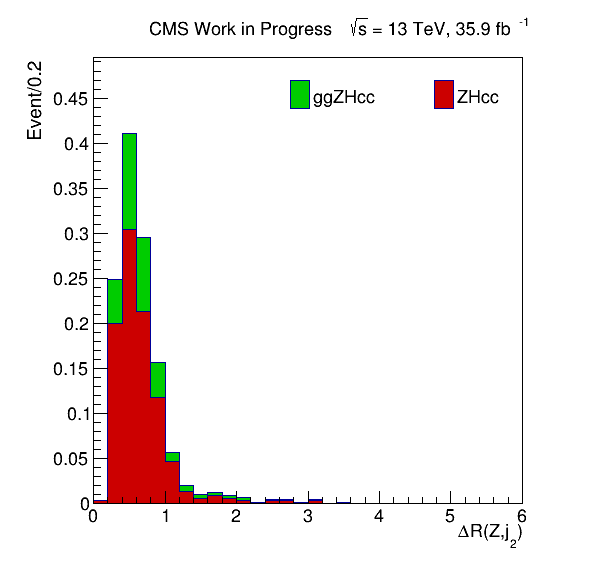 CMS Work in Progress √s = 13 TeV, 35.9 fb⁻¹
Event/0.2
ggZHcc ZHcc
0.45
0.4
0.35
0.3
0.25
0.2
0.15
0.1
0.05
0
0 1 2 3 4 5 6
ΔR(Z,j₂)